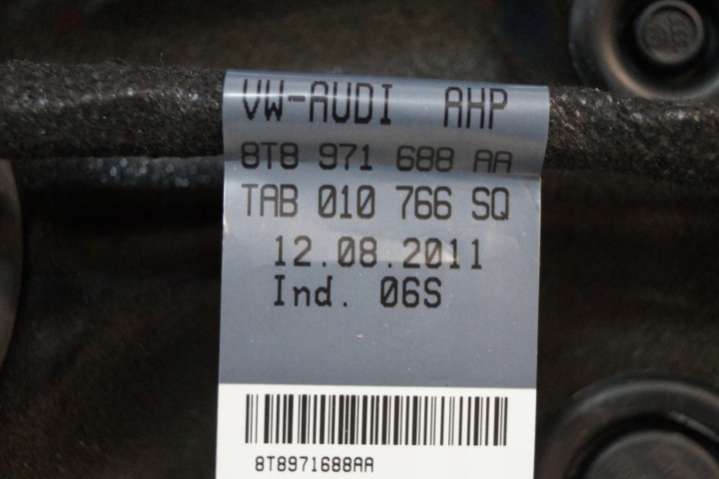 VW-AUDI AHP
8T8 971 688 AA
TAB 010 766 SQ
12.08.2011
Ind. 06S
8T8971688AA